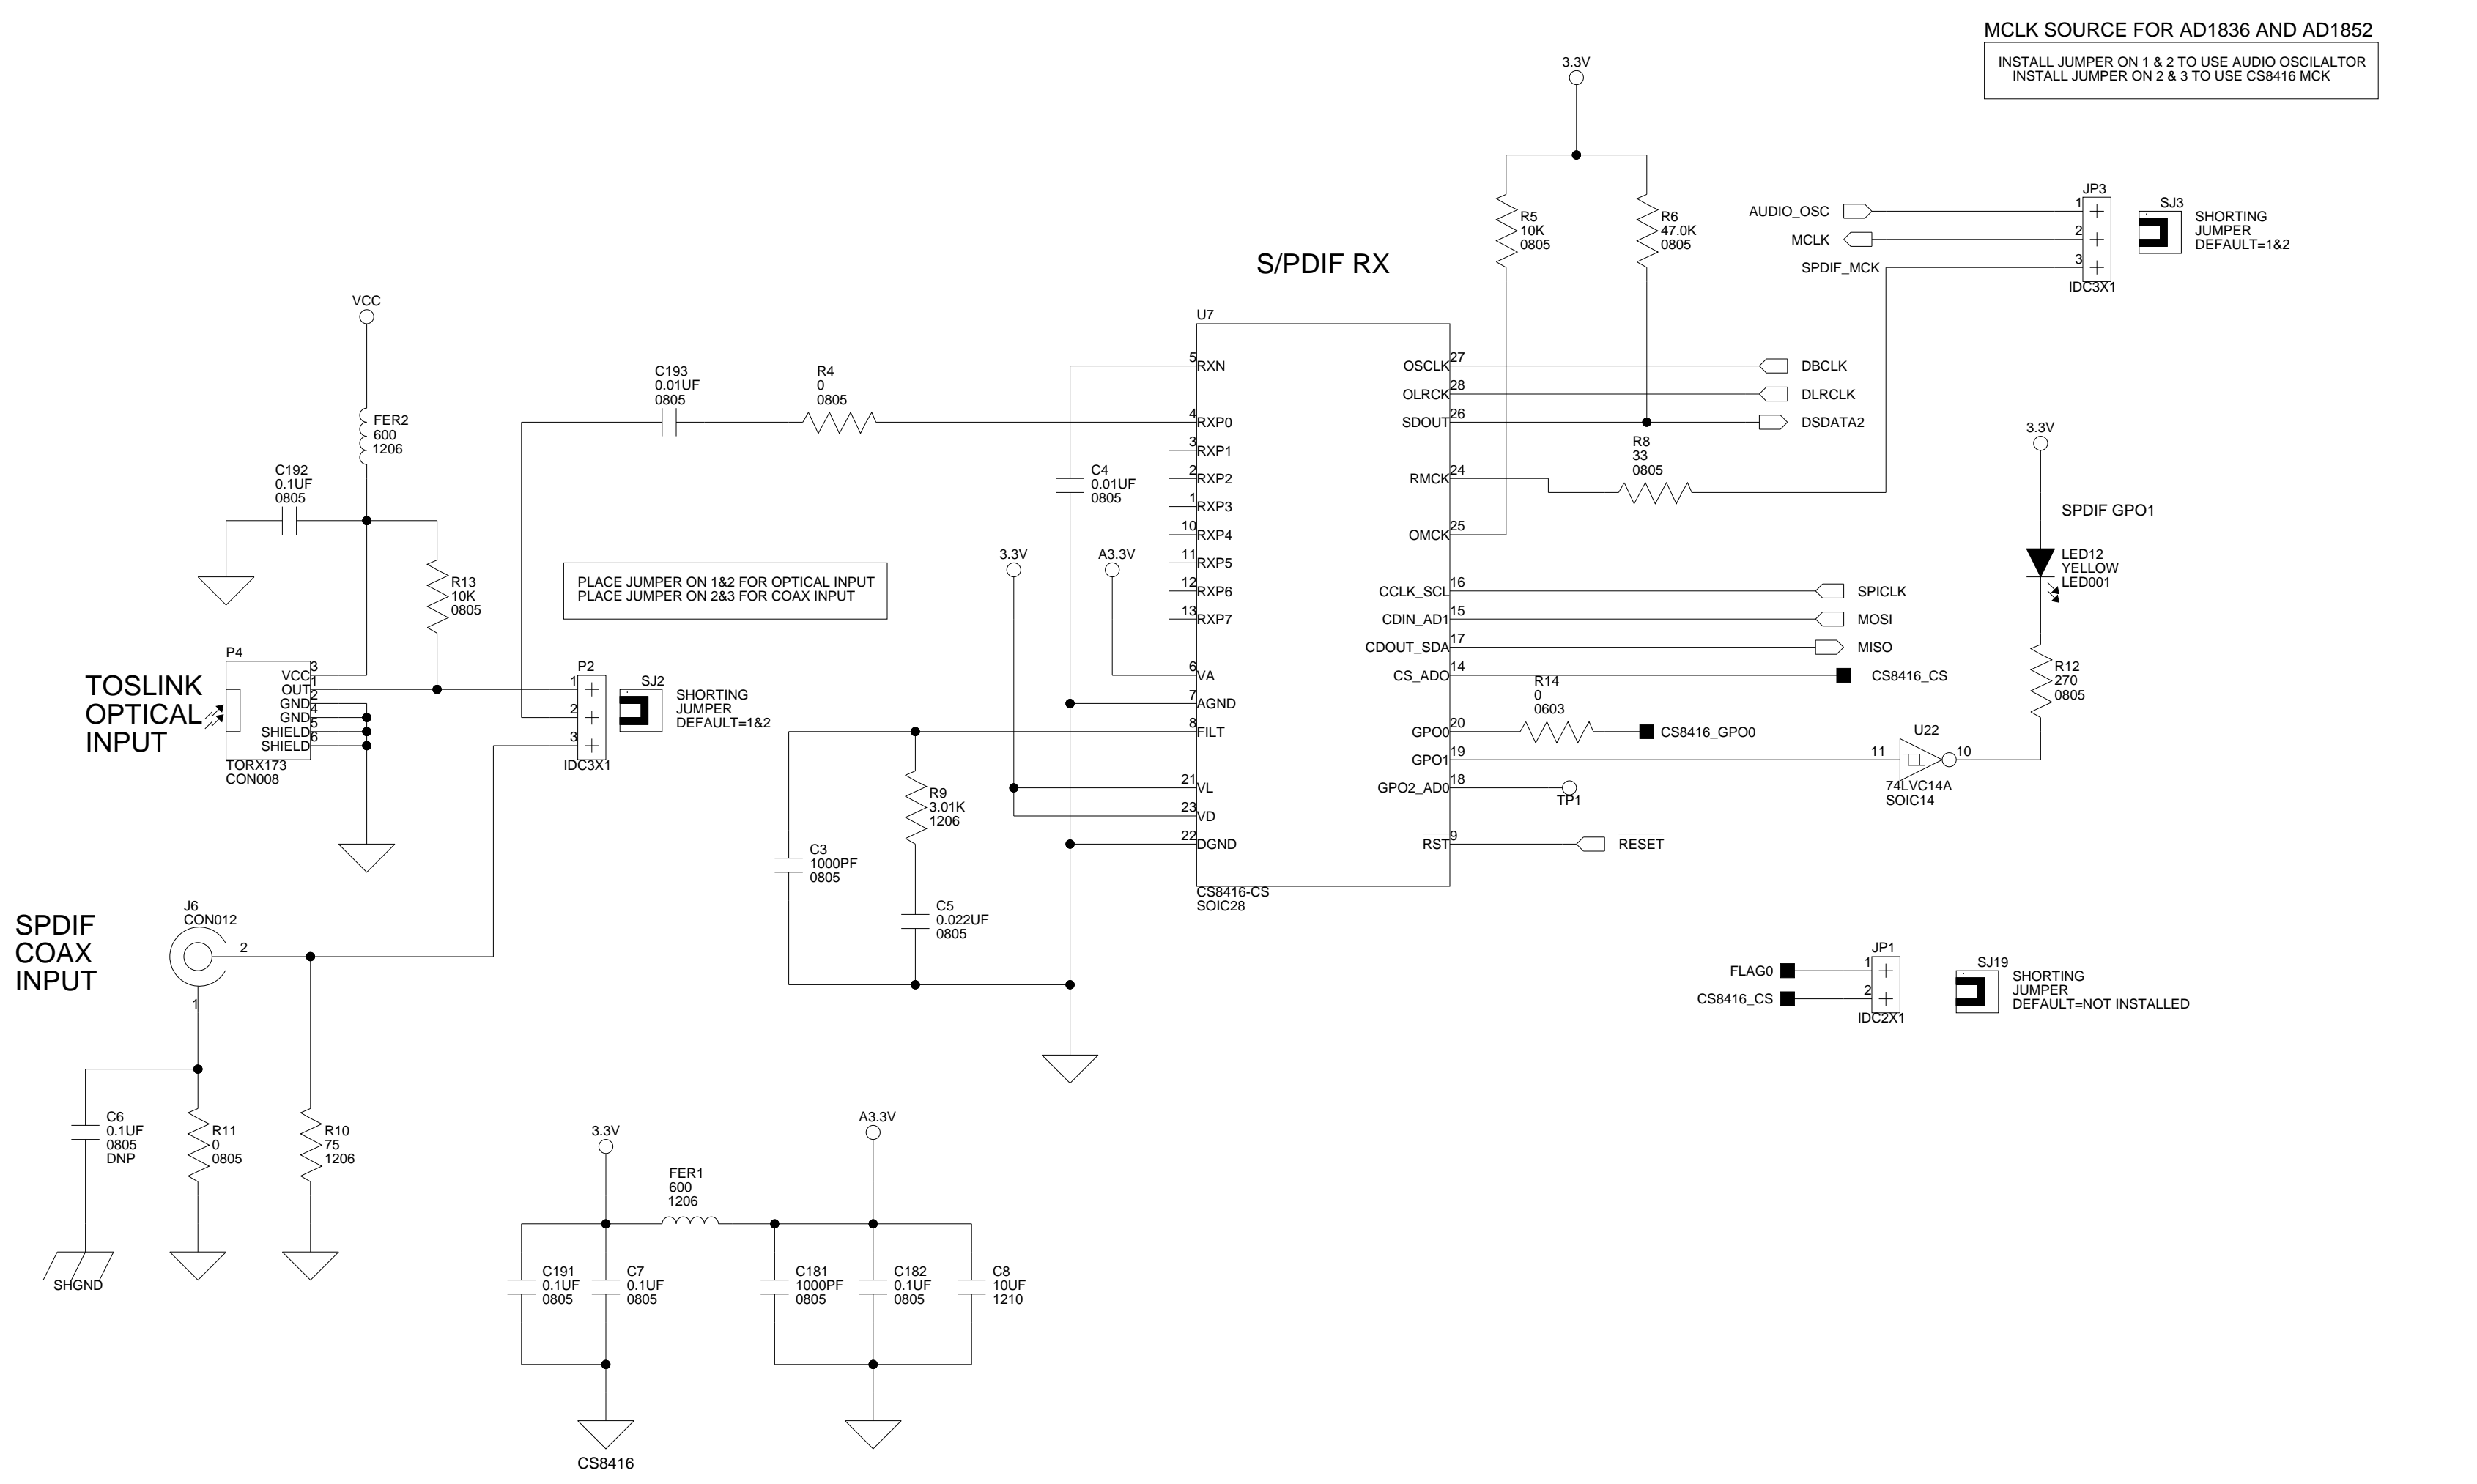 MCLK SOURCE FOR AD1836 AND AD1852
INSTALL JUMPER ON 1 & 2 TO USE AUDIO OSCILALTOR
INSTALL JUMPER ON 2 & 3 TO USE CS8416 MCK
3.3V
R5
10K
0805
R6
47.0K
0805
JP3
AUDIO_OSC
1
MCLK
2
SPDIF_MCK
3
IDC3X1
SJ3
SHORTING
JUMPER
DEFAULT=1&2
S/PDIF RX
VCC
FER2
600
1206
C192
0.1UF
0805
R13
10K
0805
C193
0.01UF
0805
R4
0
0805
C4
0.01UF
0805
3.3V
A3.3V
PLACE JUMPER ON 1&2 FOR OPTICAL INPUT
PLACE JUMPER ON 2&3 FOR COAX INPUT
TOSLINK
OPTICAL
INPUT
P4
VCC 3
OUT 1
GND 2
GND 4
SHIELD 5
SHIELD 6
TORX173
CON008
P2
1
2
3
IDC3X1
SJ2
SHORTING
JUMPER
DEFAULT=1&2
U7
5 RXN
4 RXP0
3 RXP1
2 RXP2
1 RXP3
10 RXP4
11 RXP5
12 RXP6
13 RXP7
6 VA
7 AGND
8 FILT
21 VL
23 VD
22 DGND
OSCLK 27
OLRCK 28
SDOUT 26
RMCK 24
OMCK 25
CCLK_SCL 16
CDIN_AD1 15
CDOUT_SDA 17
CS_ADO 14
GPO0 20
GPO1 19
GPO2_AD0 18
RST 9
CS8416-CS
SOIC28
DBCLK
DLRCLK
DSDATA2
R8
33
0805
SPICLK
MOSI
MISO
CS8416_CS
R14
0
0603
CS8416_GPO0
TP1
RESET
3.3V
SPDIF GPO1
LED12
YELLOW
LED001
R12
270
0805
U22
11
10
74LVC14A
SOIC14
R9
3.01K
1206
C3
1000PF
0805
C5
0.022UF
0805
SPDIF
COAX
INPUT
J6
CON012
2
1
C6
0.1UF
0805
DNP
R11
0
0805
R10
75
1206
SHGND
JP1
FLAG0
1
CS8416_CS
2
IDC2X1
SJ19
SHORTING
JUMPER
DEFAULT=NOT INSTALLED
3.3V
FER1
600
1206
A3.3V
C191
0.1UF
0805
C7
0.1UF
0805
C181
1000PF
0805
C182
0.1UF
0805
C8
10UF
1210
CS8416